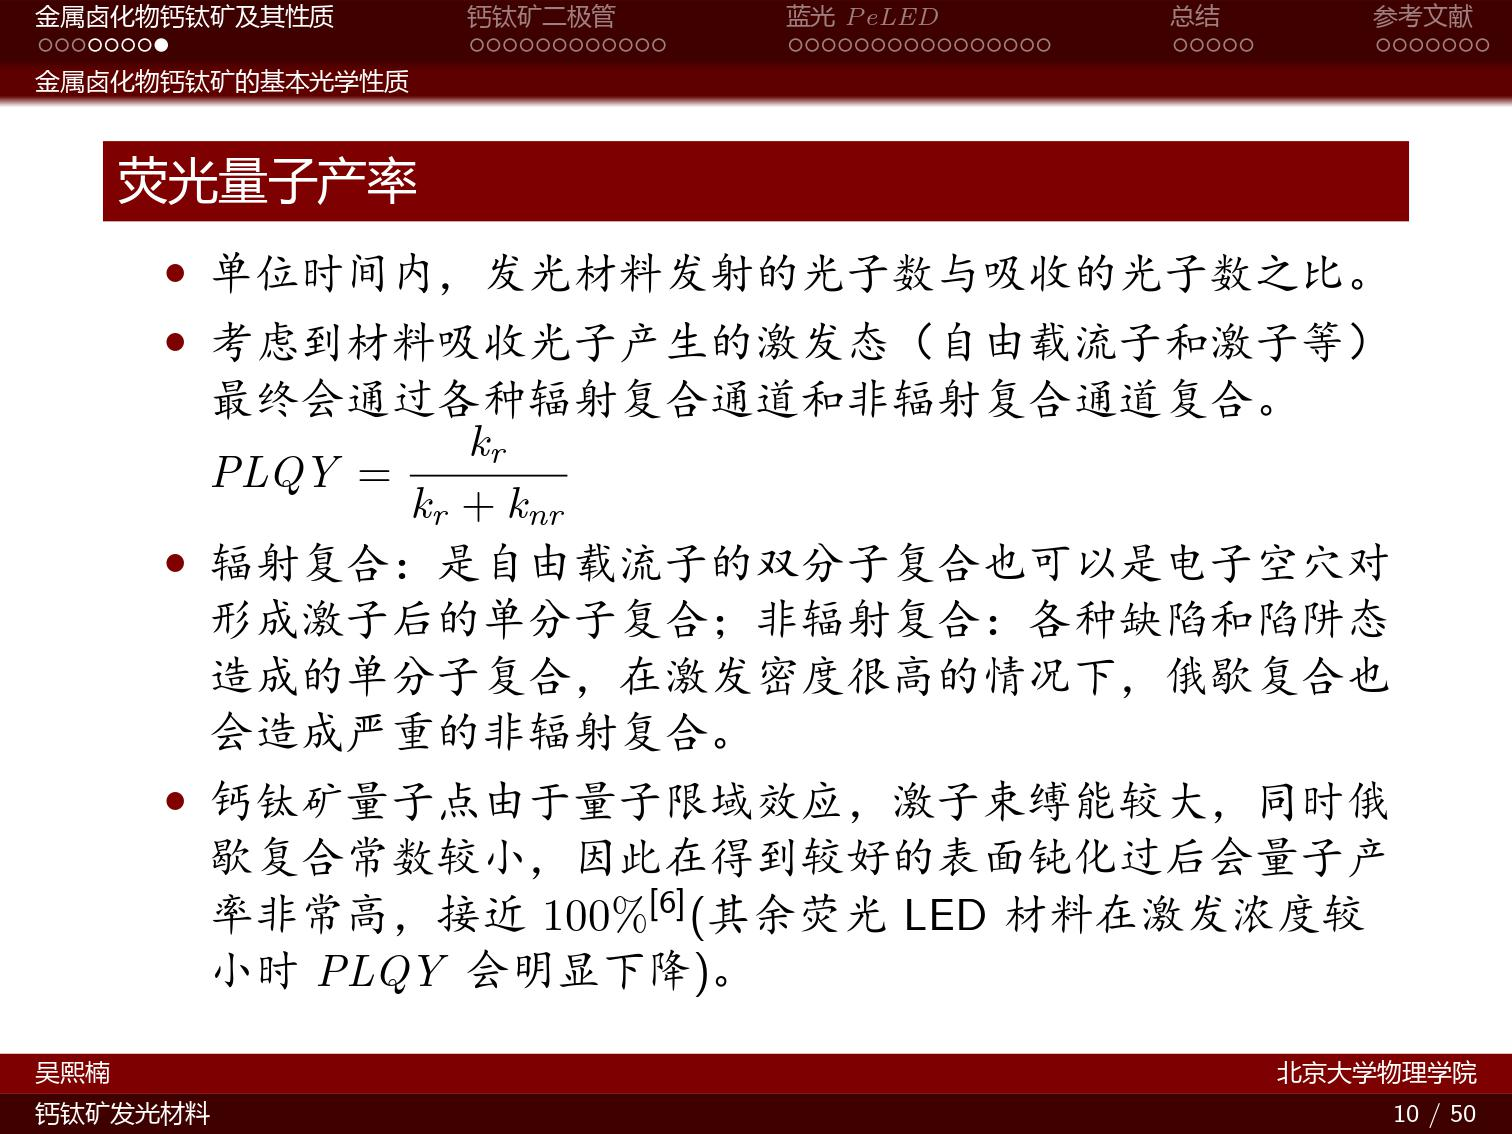 金属卤化物钙钛矿及其性质 钙钛矿二极管 蓝光 PeLED 总结 参考文献
金属卤化物钙钛矿的基本光学性质
荧光量子产率
• 单位时间内，发光材料发射的光子数与吸收的光子数之比。
• 考虑到材料吸收光子产生的激发态（自由载流子和激子等）
最终会通过各种辐射复合通道和非辐射复合通道复合。
PLQY = k_r / (k_r + k_nr)
• 辐射复合：是自由载流子的双分子复合也可以是电子空穴对
形成激子后的单分子复合；非辐射复合：各种缺陷和陷阱态
造成的单分子复合，在激发密度很高的情况下，俄歇复合也
会造成严重的非辐射复合。
• 钙钛矿量子点由于量子限域效应，激子束缚能较大，同时俄
歇复合常数较小，因此在得到较好的表面钝化过后会量子产
率非常高，接近 100%[6](其余荧光 LED 材料在激发浓度较
小时 PLQY 会明显下降)。
吴熙楠 北京大学物理学院
钙钛矿发光材料 10 / 50